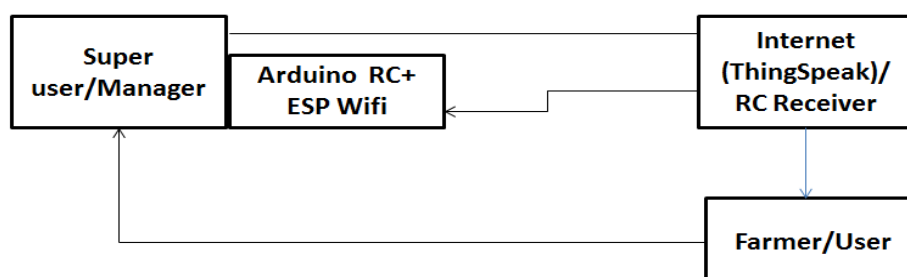 Super
user/Manager
Arduino RC+
ESP Wifi
Internet
(ThingSpeak)/
RC Receiver
Farmer/User